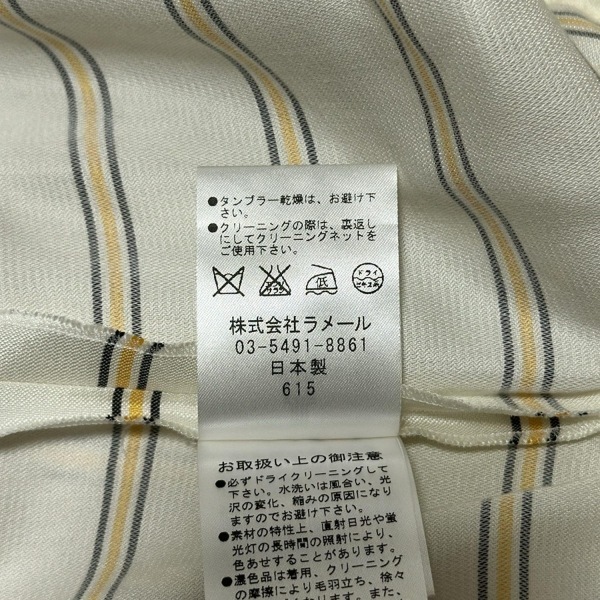 ●タンブラー乾燥は、お避け下
さい。
●クリーニングの際は、裏返し
にしてクリーニングネットを
ご使用下さい。
低
ドライ
株式会社ラメール
03-5491-8861
日本製
615
お取扱い上の御注意
●必ずドライクリーニングして
下さい。水洗いは風合い、光
沢の変化、縮みの原因になり
ますのでお避け下さい。
●素材の特性上、直射日光や蛍
光灯の長時間の照射により、
色あせすることがあります。
●濃色品は着用、クリーニング
の摩擦により毛羽立ち、徐々